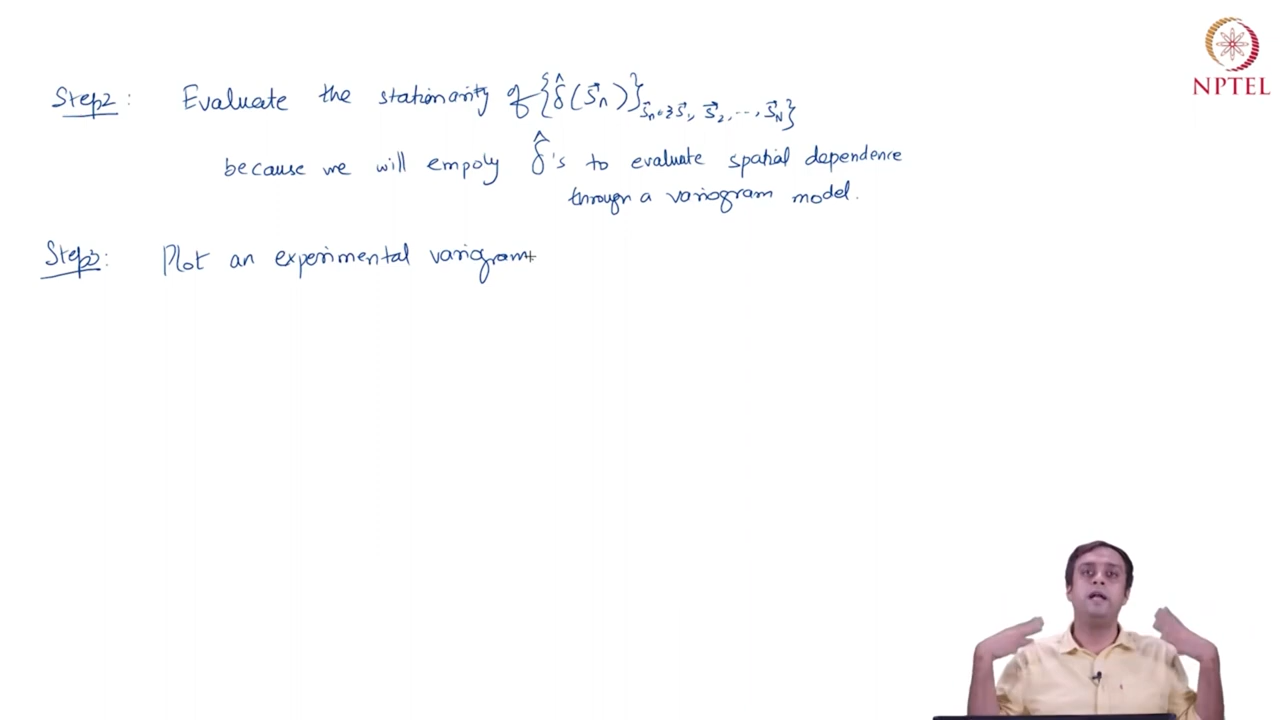 Step2: Evaluate the stationarity of {δ̂(s⃗ₙ)}_{s⃗ₙ∈{s⃗₁, s⃗₂, ..., s⃗_N}}
because we will empoly δ̂'s to evaluate spatial dependence
through a variogram model.
Step3: Plot an experimental variogram
NPTEL